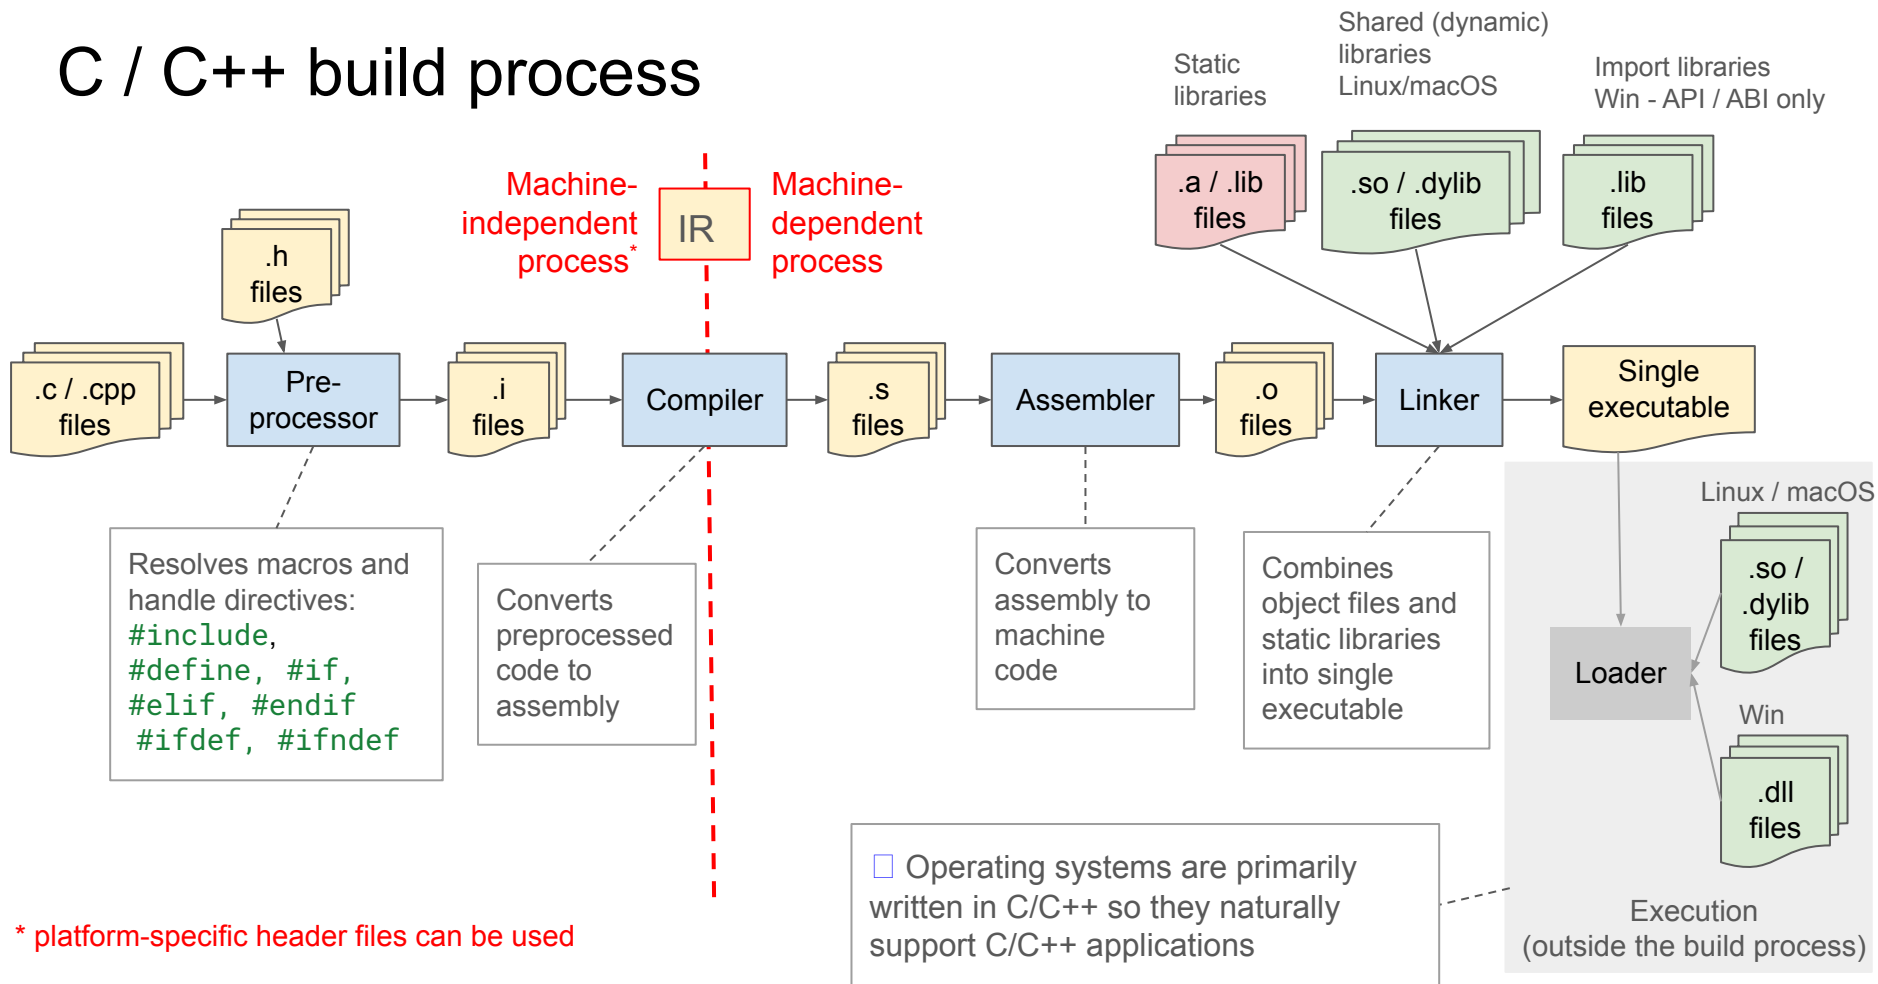 C / C++ build process
Static
libraries
Shared (dynamic)
libraries
Linux/macOS
Import libraries
Win - API / ABI only
.a / .lib
files
.so / .dylib
files
.lib
files
Machine-
independent
process*
IR
Machine-
dependent
process
.h
files
.c / .cpp
files
Pre-
processor
.i
files
Compiler
.s
files
Assembler
.o
files
Linker
Single
executable
Resolves macros and
handle directives:
#include,
#define, #if,
#elif, #endif
#ifdef, #ifndef
Converts
preprocessed
code to
assembly
Converts
assembly to
machine
code
Combines
object files and
static libraries
into single
executable
Linux / macOS
.so /
.dylib
files
Loader
Win
.dll
files
Execution
(outside the build process)
Operating systems are primarily
written in C/C++ so they naturally
support C/C++ applications
* platform-specific header files can be used